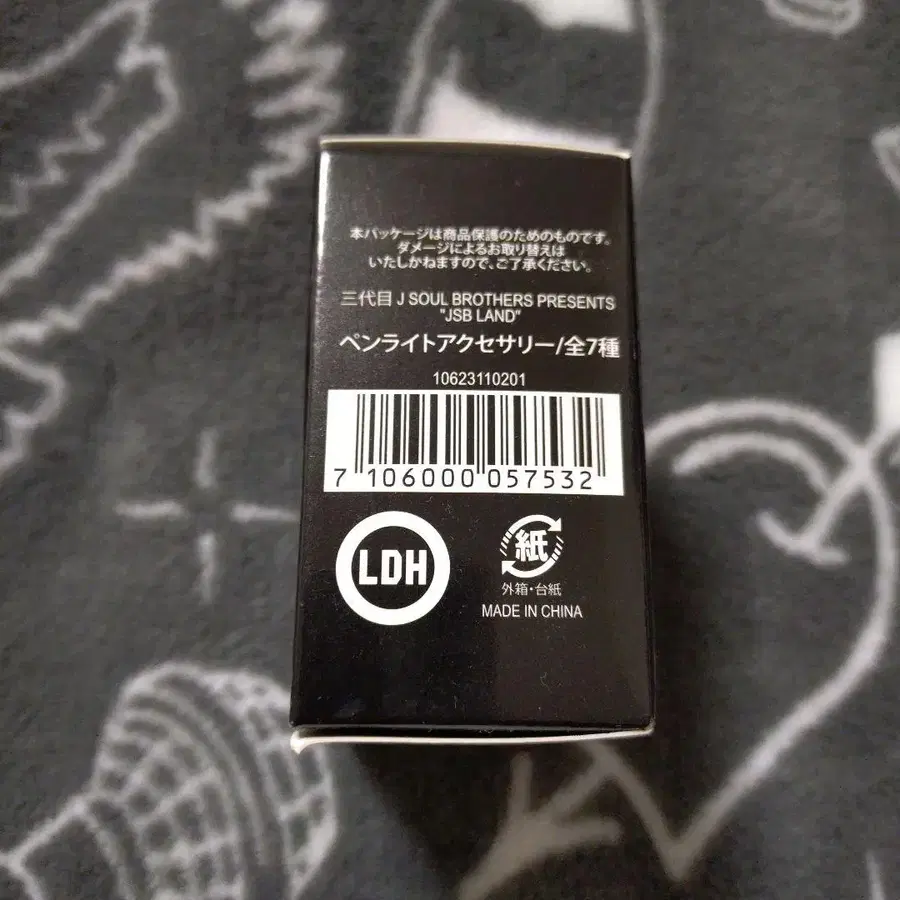 本パッケージは商品保護のためのものです。
ダメージによるお取り替えは
いたしかねますので、ご了承ください。
三代目 J SOUL BROTHERS PRESENTS
"JSB LAND"
ペンライトアクセサリー/全7種
10623110201
7 106000 057532
LDH
紙
外箱・台紙
MADE IN CHINA